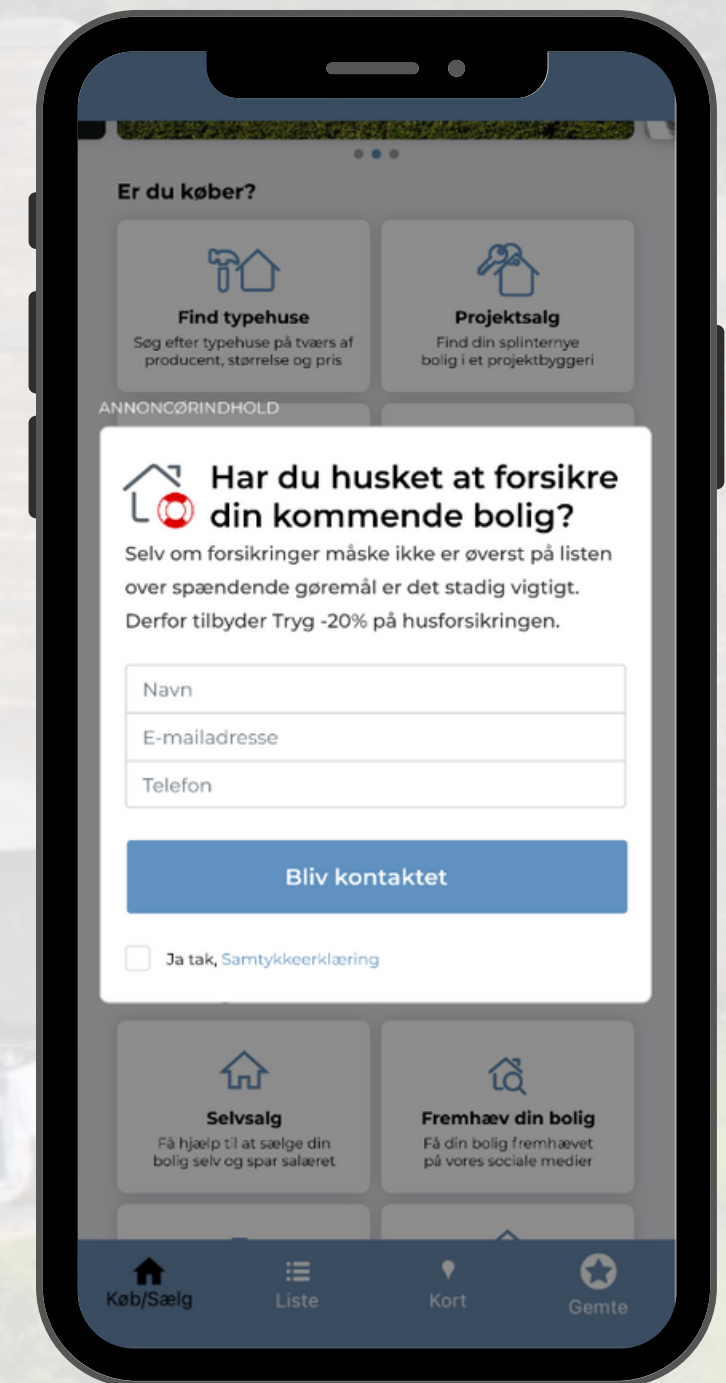 Er du køber?
Find typehuse
Søg efter typehuse på tværs af
producent, størrelse og pris
Projektsalg
Find din splinternye
bolig i et projektbyggeri
ANNONCØRINDHOLD
Har du husket at forsikre
din kommende bolig?
Selv om forsikringer måske ikke er øverst på listen
over spændende gøremål er det stadig vigtigt.
Derfor tilbyder Tryg -20% på husforsikringen.
Navn
E-mailadresse
Telefon
Bliv kontaktet
Ja tak, Samtykkeerklæring
Selvsalg
Få hjælp til at sælge din
bolig selv og spar salæret
Fremhæv din bolig
Få din bolig fremhævet
på vores sociale medier
Køb/Sælg
Liste
Kort
Gemte